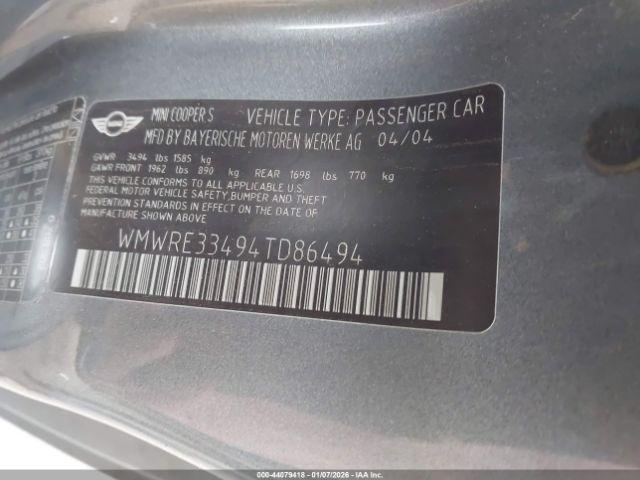 MINI COOPER S VEHICLE TYPE: PASSENGER CAR
MFD BY BAYERISCHE MOTOREN WERKE AG 04/04
GVWR 3494 lbs 1585 kg
GAWR FRONT 1962 lbs 890 kg REAR 1698 lbs 770 kg
THIS VEHICLE CONFORMS TO ALL APPLICABLE U.S.
FEDERAL MOTOR VEHICLE SAFETY,BUMPER AND THEFT
PREVENTION STANDARDS IN EFFECT ON THE DATE OF
MANUFACTURE SHOWN ABOVE
WMWRE33494TD86494
000-44079418 - 01/07/2026 - IAA Inc.